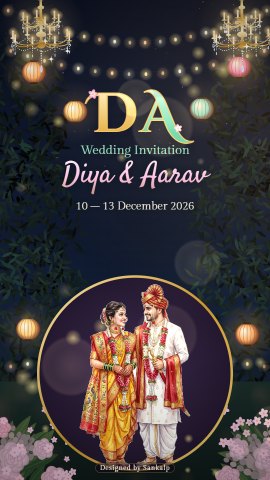 DA
Wedding Invitation
Diya & Aarav
10 — 13 December 2026
Designed by Sankalp